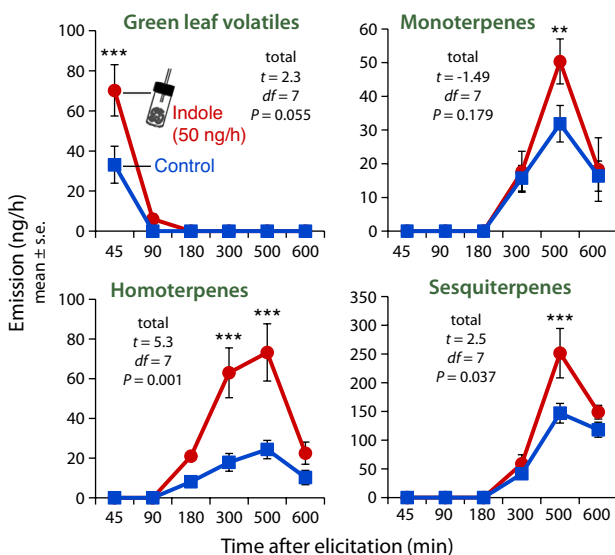 Green leaf volatiles
Monoterpenes
100
80
60
40
20
0
***
total
t = 2.3
df = 7
P = 0.055
Indole
(50 ng/h)
Control
45 90 180 300 500 600
60
50
40
30
20
10
0
**
total
t = -1.49
df = 7
P = 0.179
45 90 180 300 500 600
Emission (ng/h)
mean ± s.e.
Homoterpenes
Sesquiterpenes
100
80
60
40
20
0
total
t = 5.3
df = 7
P = 0.001
***
***
45 90 180 300 500 600
350
300
250
200
150
100
50
0
total
t = 2.5
df = 7
P = 0.037
***
45 90 180 300 500 600
Time after elicitation (min)